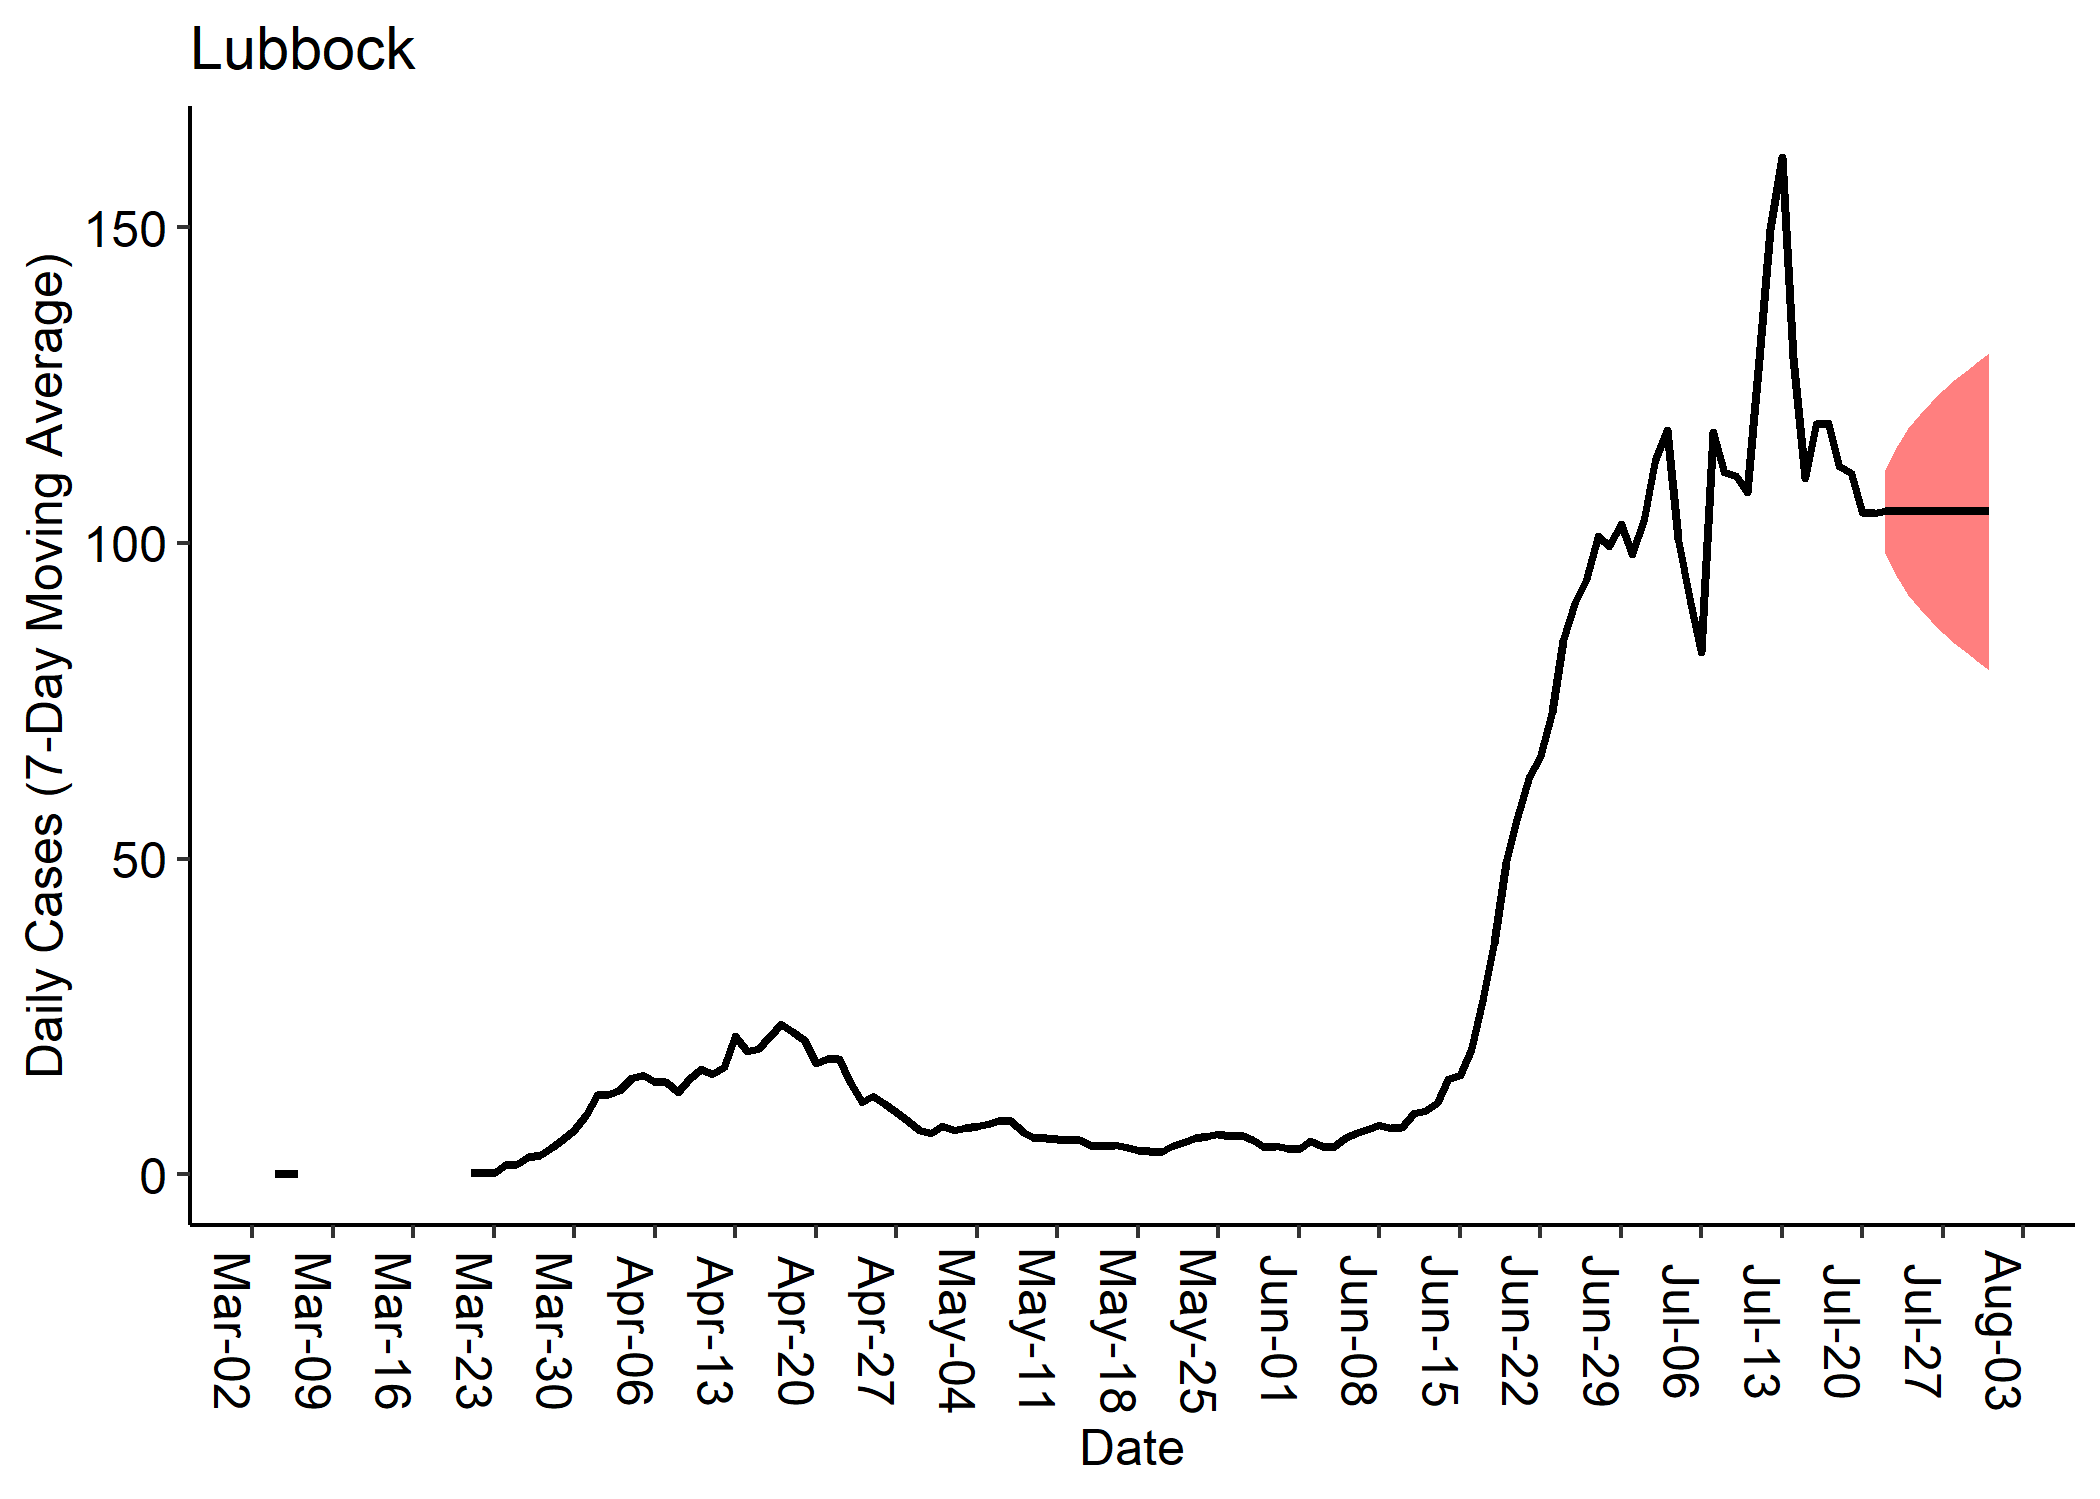 Lubbock
Daily Cases (7-Day Moving Average)
150
100
50
0
Mar-02
Mar-09
Mar-16
Mar-23
Mar-30
Apr-06
Apr-13
Apr-20
Apr-27
May-04
May-11
May-18
May-25
Jun-01
Jun-08
Jun-15
Jun-22
Jun-29
Jul-06
Jul-13
Jul-20
Jul-27
Aug-03
Date